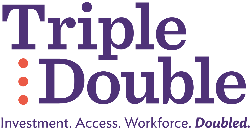 Triple
Double
Investment. Access. Workforce. Doubled.